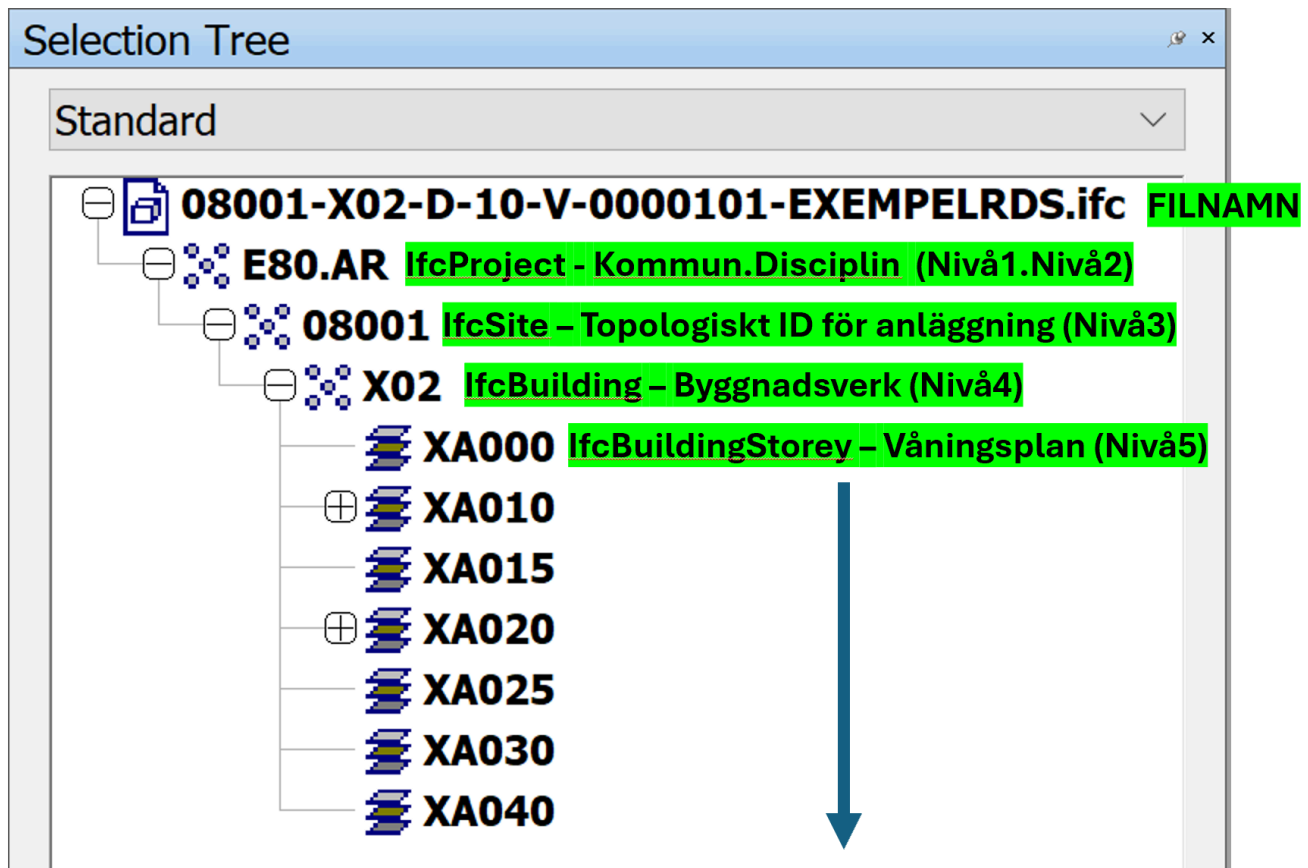 Selection Tree
Standard
08001-X02-D-10-V-0000101-EXEMPELRDS.ifc FILNAMN
E80.AR IfcProject - Kommun.Disciplin (Nivå1.Nivå2)
08001 IfcSite – Topologiskt ID för anläggning (Nivå3)
X02 IfcBuilding – Byggnadsverk (Nivå4)
XA000 IfcBuildingStorey – Våningsplan (Nivå5)
XA010
XA015
XA020
XA025
XA030
XA040